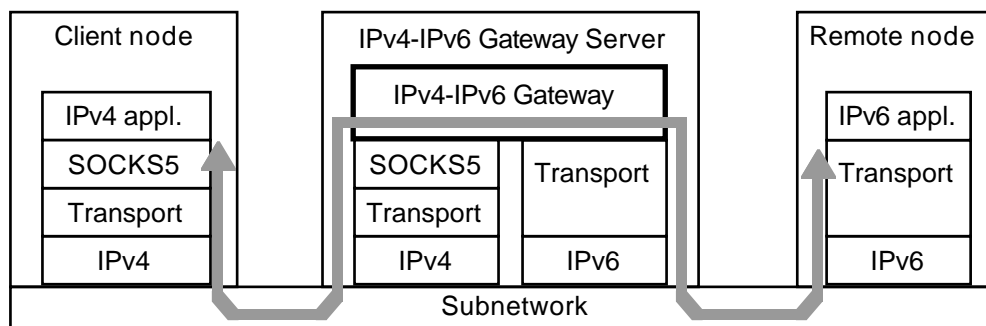 Client node
IPv4 appl.
SOCKS5
Transport
IPv4
IPv4-IPv6 Gateway Server
IPv4-IPv6 Gateway
SOCKS5
Transport
IPv4
Transport
IPv6
Remote node
IPv6 appl.
Transport
IPv6
Subnetwork